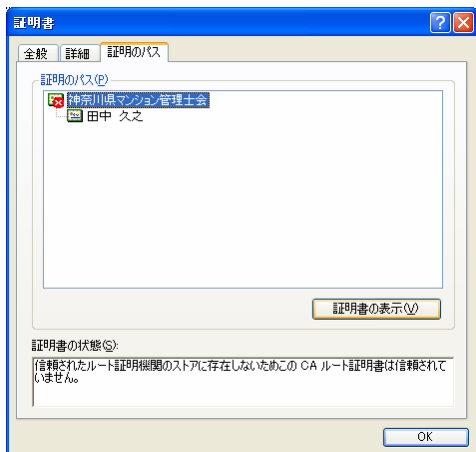 証明書
全般 詳細 証明のパス
証明のパス(P)
神奈川県マンション管理士会
田中 久之
証明書の表示(V)
証明書の状態(S):
信頼されたルート証明機関のストアに存在しないためこの CA ルート証明書は信頼されて
いません。
OK